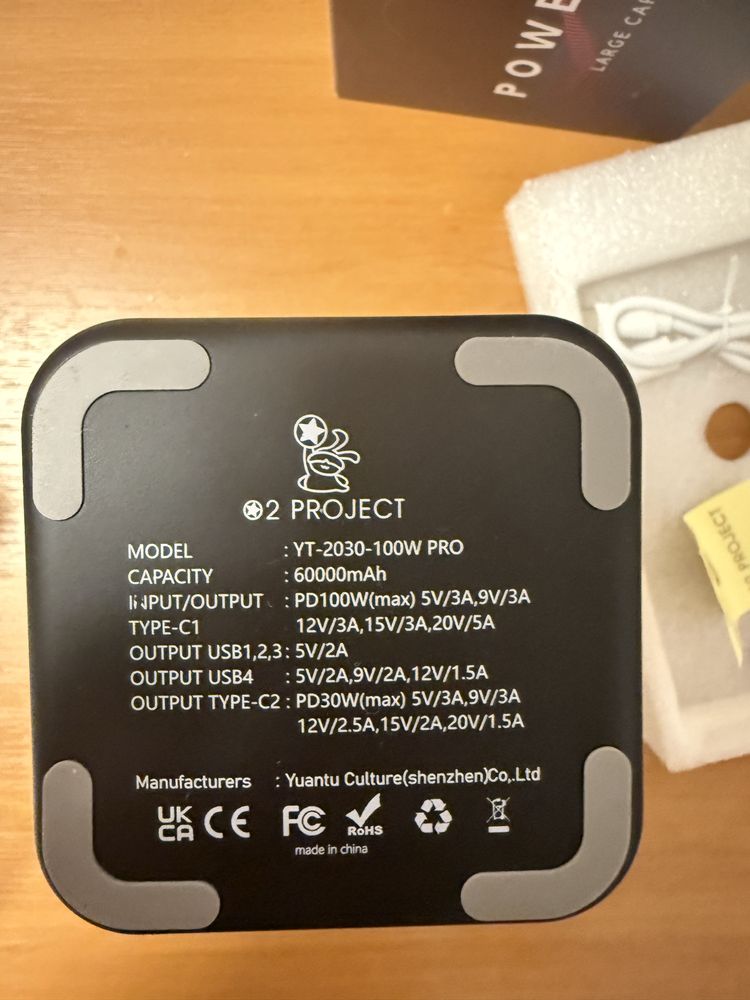 POWE
LARGE CAP
2 PROJECT
MODEL : YT-2030-100W PRO
CAPACITY : 60000mAh
INPUT/OUTPUT : PD100W(max) 5V/3A,9V/3A
TYPE-C1 12V/3A,15V/3A,20V/5A
OUTPUT USB1,2,3 : 5V/2A
OUTPUT USB4 : 5V/2A,9V/2A,12V/1.5A
OUTPUT TYPE-C2 : PD30W(max) 5V/3A,9V/3A
12V/2.5A,15V/2A,20V/1.5A
Manufacturers : Yuantu Culture(shenzhen)Co,.Ltd
UK
CA CE FC RoHS
made in china
PROJECT